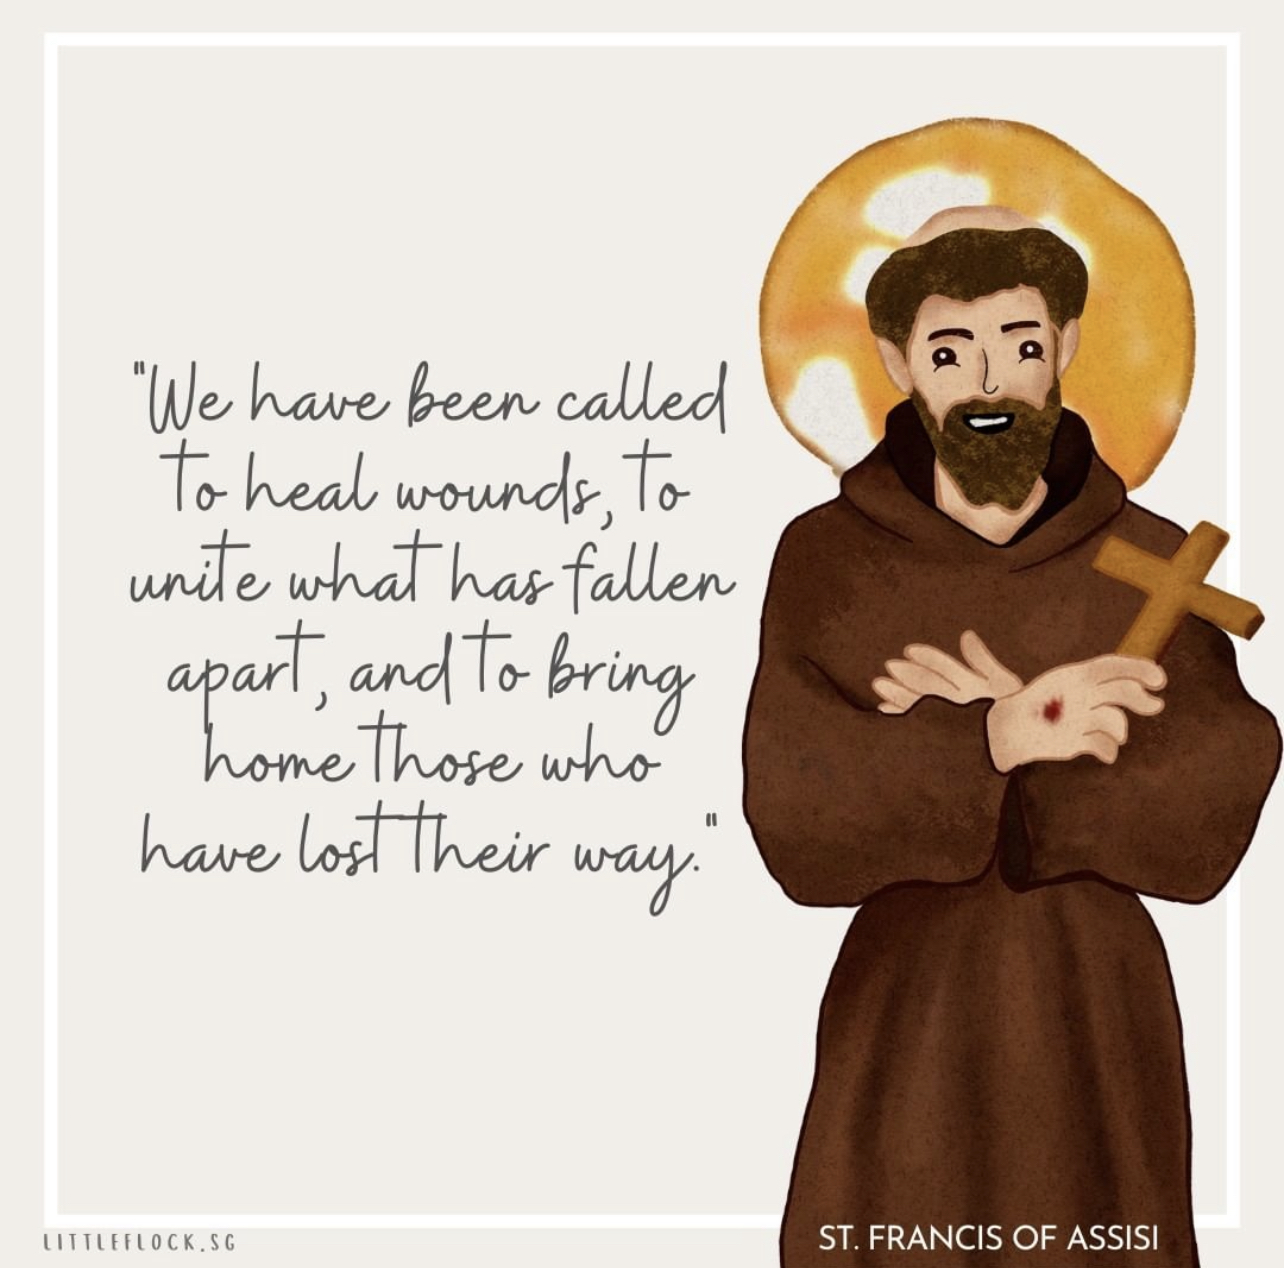 "We have been called
to heal wounds, to
unite what has fallen
apart, and to bring
home those who
have lost their way."
LITTLEFLOCK.SG
ST. FRANCIS OF ASSISI